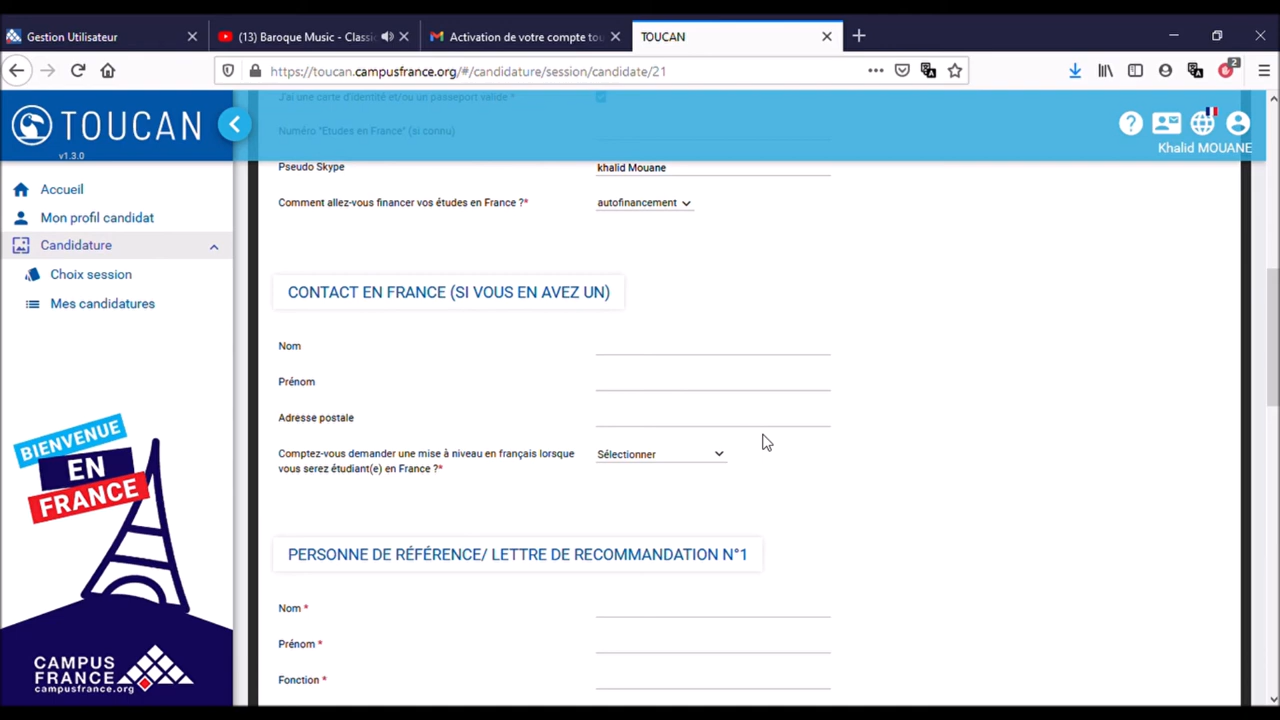 Gestion Utilisateur
(13) Baroque Music - Classic
Activation de votre compte tou
TOUCAN
https://toucan.campusfrance.org/#/candidature/session/candidate/21
2
TOUCAN
v1.3.0
Khalid MOUANE
Accueil
Mon profil candidat
Candidature
Choix session
Mes candidatures
BIENVENUE
EN
FRANCE
CAMPUS
FRANCE
campusfrance.org
J'ai une carte d'identité et/ou un passeport valide *
Numéro "Etudes en France" (si connu)
Pseudo Skype
khalid Mouane
Comment allez-vous financer vos études en France ?*
autofinancement
CONTACT EN FRANCE (SI VOUS EN AVEZ UN)
Nom
Prénom
Adresse postale
Comptez-vous demander une mise à niveau en français lorsque
vous serez étudiant(e) en France ?*
Sélectionner
PERSONNE DE RÉFÉRENCE/ LETTRE DE RECOMMANDATION N°1
Nom *
Prénom *
Fonction *